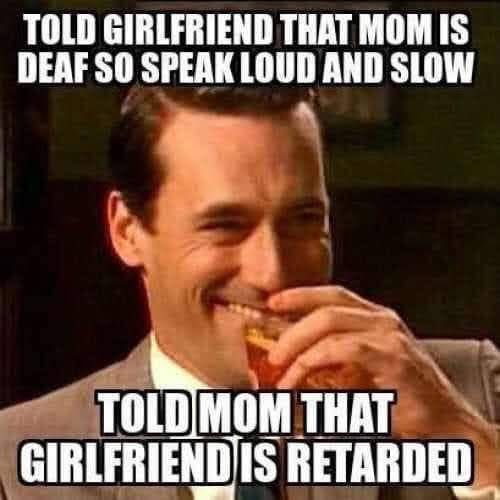 TOLD GIRLFRIEND THAT MOM IS
DEAF SO SPEAK LOUD AND SLOW
TOLD MOM THAT
GIRLFRIEND IS RETARDED